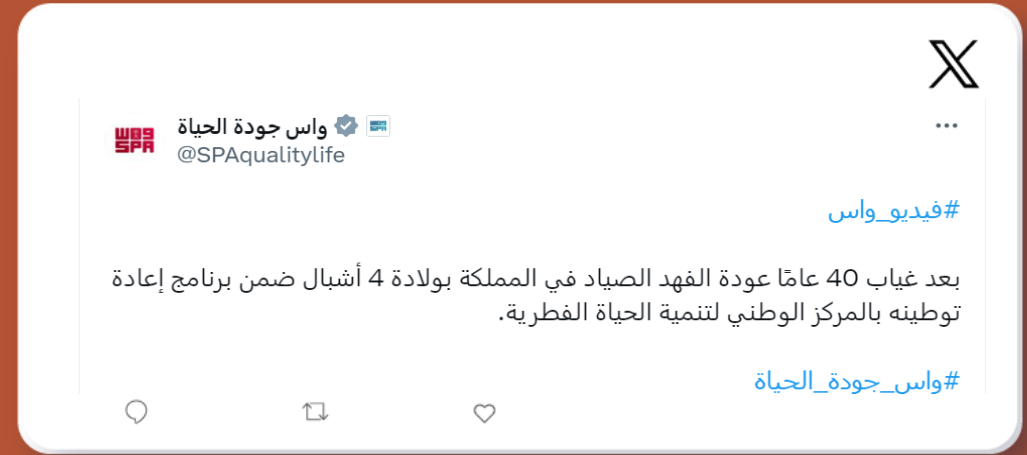 واس جودة الحياة
@SPAqualitylife
#فيديو_واس
بعد غياب 40 عامًا عودة الفهد الصياد في المملكة بولادة 4 أشبال ضمن برنامج إعادة
توطينه بالمركز الوطني لتنمية الحياة الفطرية.
#واس_جودة_الحياة